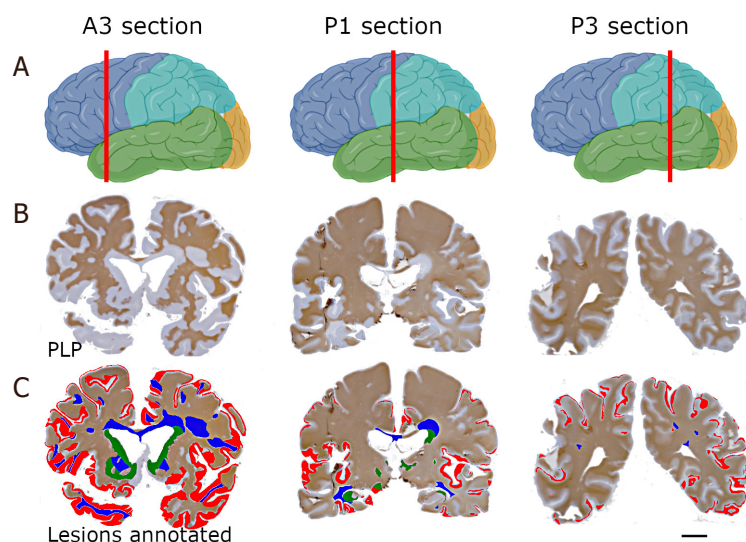 A3 section P1 section P3 section
A
B
PLP
C
Lesions annotated